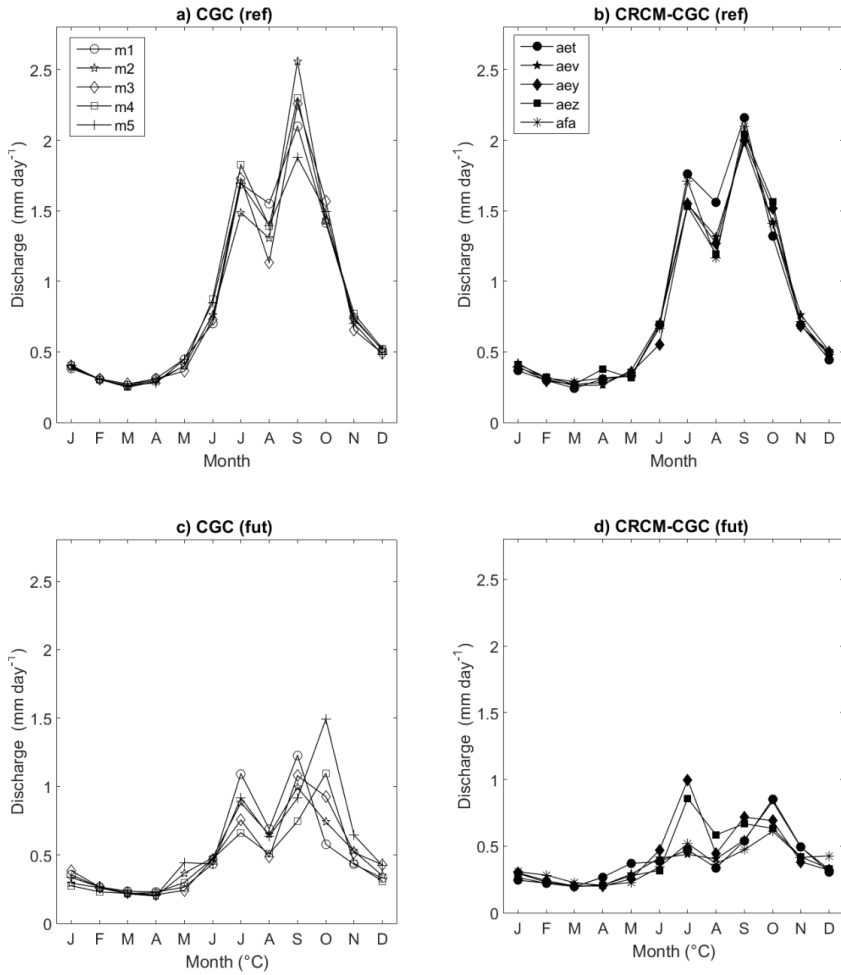 a) CGC (ref)
m1
m2
m3
m4
m5
2.5
2
1.5
1
0.5
0
Discharge (mm day-1)
J F M A M J J A S O N D
Month
b) CRCM-CGC (ref)
aet
aev
aey
aez
afa
2.5
2
1.5
1
0.5
0
Discharge (mm day-1)
J F M A M J J A S O N D
Month
c) CGC (fut)
2.5
2
1.5
1
0.5
0
Discharge (mm day-1)
J F M A M J J A S O N D
Month (°C)
d) CRCM-CGC (fut)
2.5
2
1.5
1
0.5
0
Discharge (mm day-1)
J F M A M J J A S O N D
Month (°C)